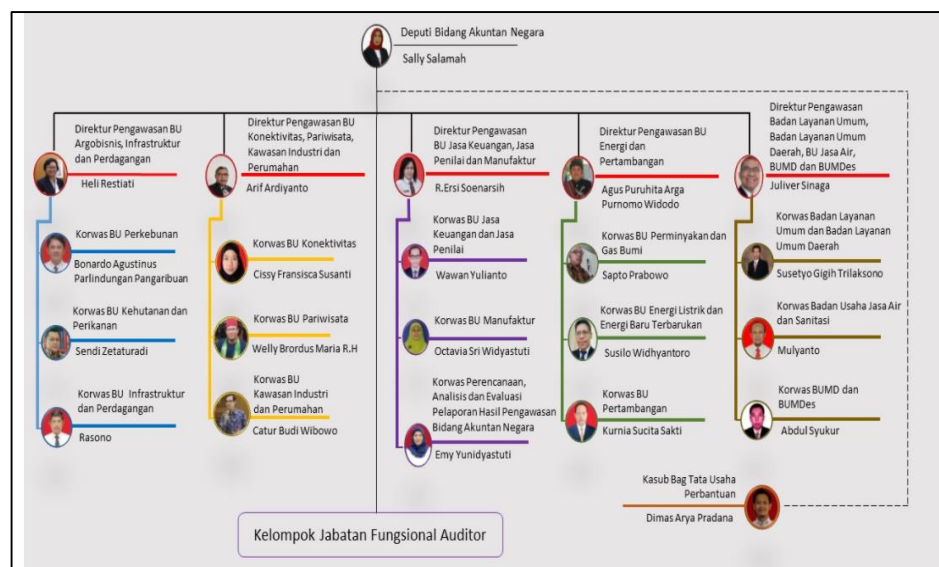 Deputi Bidang Akuntan Negara
Sally Salamah
Direktur Pengawasan BU
Argobisnis, Infrastruktur
dan Perdagangan
Heli Restiati
Korwas BU Perkebunan
Bonardo Agustinus
Parlindungan Pangaribuan
Korwas BU Kehutanan dan
Perikanan
Sendi Zetaturadi
Korwas BU Infrastruktur
dan Perdagangan
Rasono
Direktur Pengawasan BU
Konektivitas, Pariwisata,
Kawasan Industri dan
Perumahan
Arif Ardiyanto
Korwas BU Konektivitas
Cissy Fransisca Susanti
Korwas BU Pariwisata
Welly Brordus Maria R.H
Korwas BU
Kawasan Industri
dan Perumahan
Catur Budi Wibowo
Direktur Pengawasan
BU Jasa Keuangan, Jasa
Penilai dan Manufaktur
R.Ersi Soenarsih
Korwas BU Jasa
Keuangan dan Jasa
Penilai
Wawan Yulianto
Korwas BU Manufaktur
Octavia Sri Widyastuti
Korwas Perencanaan,
Analisis dan Evaluasi
Pelaporan Hasil Pengawasan
Bidang Akuntan Negara
Emy Yunidyastuti
Direktur Pengawasan BU
Energi dan
Pertambangan
Agus Puruhita Arga
Purnomo Widodo
Korwas BU Perminyakan dan
Gas Bumi
Sapto Prabowo
Korwas BU Energi Listrik dan
Energi Baru Terbarukan
Susilo Widhyantoro
Korwas BU
Pertambangan
Kurnia Sucita Sakti
Direktur Pengawasan
Badan Layanan Umum,
Badan Layanan Umum
Daerah, BU Jasa Air,
BUMD dan BUMDes
Juliver Sinaga
Korwas Badan Layanan
Umum dan Badan Layanan
Umum Daerah
Susetyo Gigih Trilaksono
Korwas Badan Usaha Jasa Air
dan Sanitasi
Mulyanto
Korwas BUMD dan
BUMDes
Abdul Syukur
Kasub Bag Tata Usaha
Perbantuan
Dimas Arya Pradana
Kelompok Jabatan Fungsional Auditor